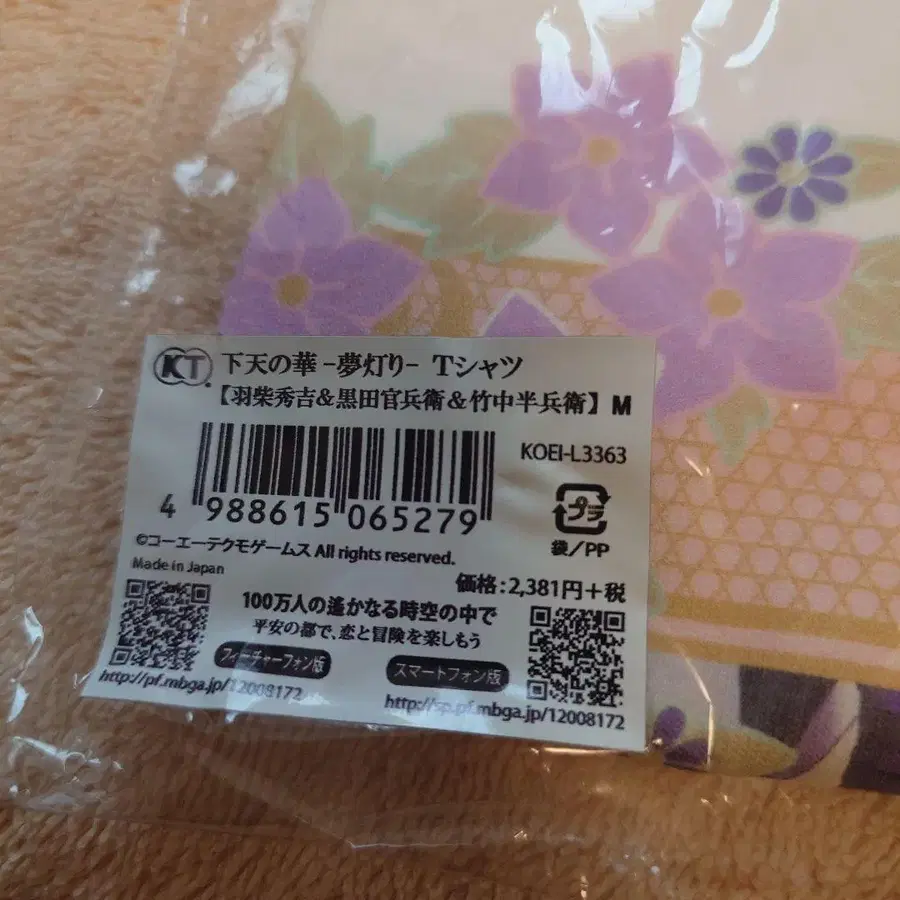 KT 下天の華 -夢灯り- Tシャツ
【羽柴秀吉&黒田官兵衛&竹中半兵衛】 M
KOEI-L3363
4 988615 065279
プラ
袋/PP
©コーエーテクモゲームス All rights reserved.
Made in Japan
価格:2,381円+税
100万人の遙かなる時空の中で
平安の都で、恋と冒険を楽しもう
フィーチャーフォン版
スマートフォン版
http://pf.mbga.jp/12008172
http://sp.pf.mbga.jp/12008172